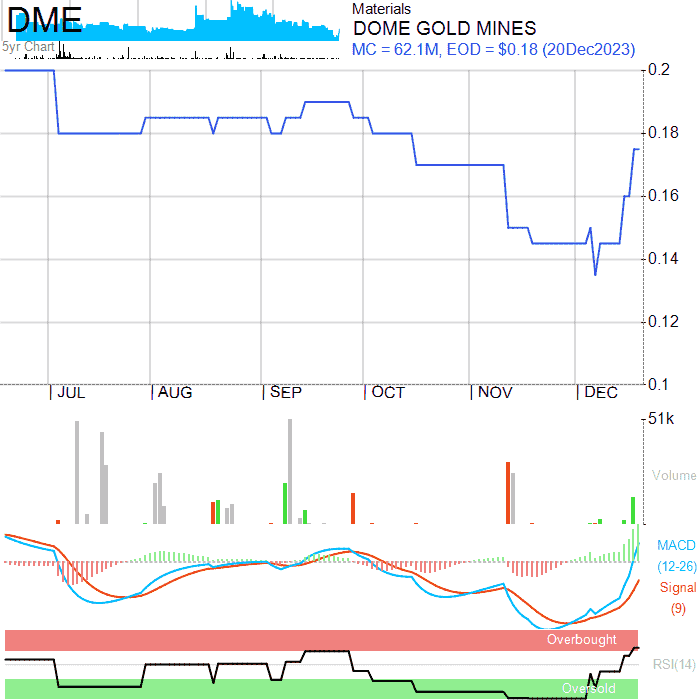 DME
5yr Chart
Materials
DOME GOLD MINES
MC = 62.1M, EOD = $0.18 (20Dec2023)
0.2
0.18
0.16
0.14
0.12
0.1
JUL AUG SEP OCT NOV DEC
51k
Volume
MACD
(12-26)
Signal
(9)
Overbought
RSI(14)
Oversold